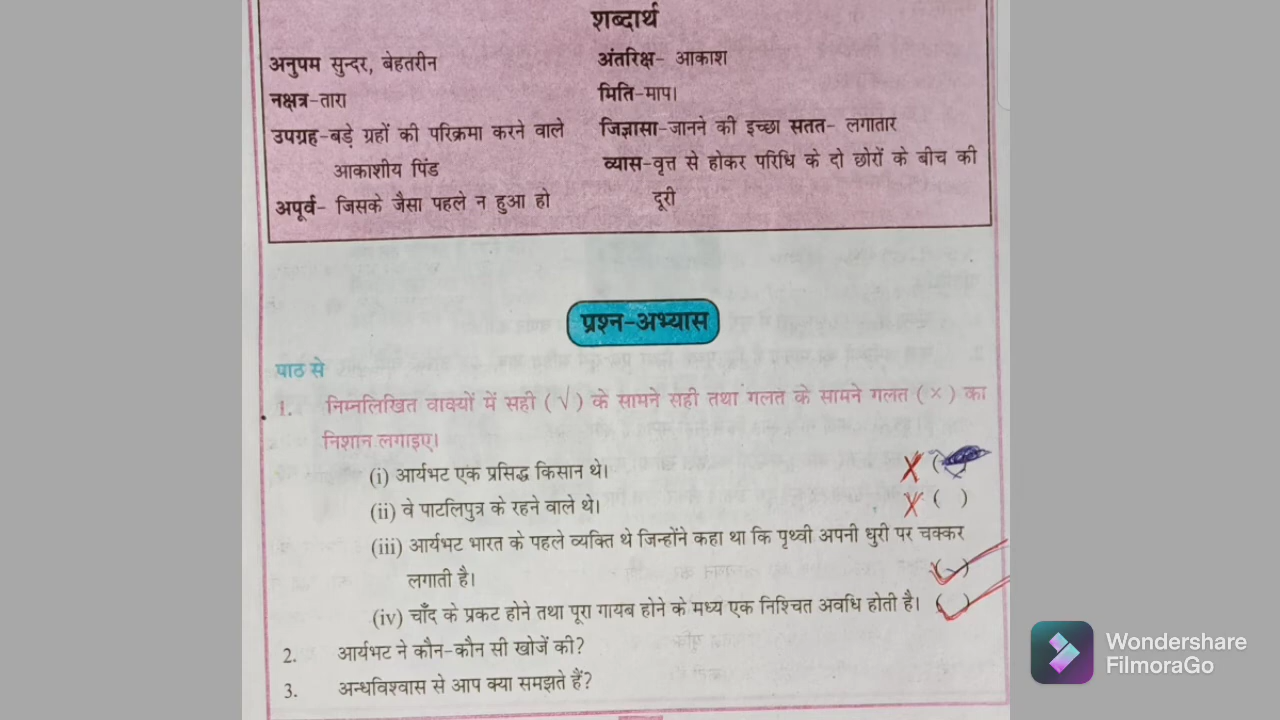 शब्दार्थ
अनुपम सुन्दर, बेहतरीन
अंतरिक्ष- आकाश
नक्षत्र-तारा
मिति-माप।
उपग्रह-बड़े ग्रहों की परिक्रमा करने वाले
आकाशीय पिंड
जिज्ञासा-जानने की इच्छा सतत- लगातार
व्यास-वृत्त से होकर परिधि के दो छोरों के बीच की
दूरी
अपूर्व- जिसके जैसा पहले न हुआ हो
प्रश्न-अभ्यास
पाठ से
1. निम्नलिखित वाक्यों में सही (√) के सामने सही तथा गलत के सामने गलत (×) का
निशान लगाइए।
(i) आर्यभट एक प्रसिद्ध किसान थे। ✗ ( )
(ii) वे पाटलिपुत्र के रहने वाले थे। ✗ ( )
(iii) आर्यभट भारत के पहले व्यक्ति थे जिन्होंने कहा था कि पृथ्वी अपनी धुरी पर चक्कर
लगाती है। (✓)
(iv) चाँद के प्रकट होने तथा पूरा गायब होने के मध्य एक निश्चित अवधि होती है। (✓)
2. आर्यभट ने कौन-कौन सी खोजें की?
3. अन्धविश्वास से आप क्या समझते हैं?
Wondershare
FilmoraGo